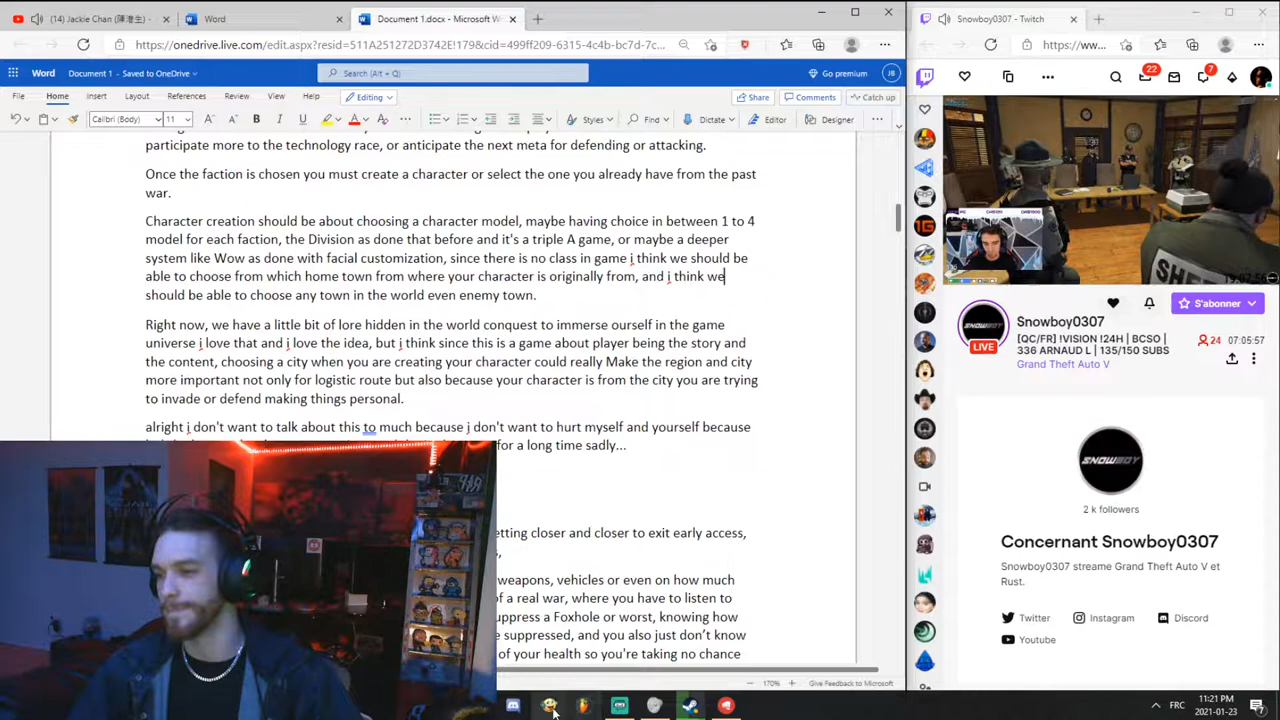 (14) Jackie Chan (陳港生)
Word
Document 1.docx - Microsoft W
Snowboy0307 - Twitch
https://onedrive.live.com/edit.aspx?resid=511A251272D3742E!179&cid=499ff209-6315-4c4b-bc7d-7c...
https://ww...
Word
Document 1 - Saved to OneDrive
Search (Alt + Q)
Go premium
JB
22
7
File
Home
Insert
Layout
References
Review
View
Help
Editing
Share
Comments
Catch up
Calibri (Body)
11
Styles
Find
Dictate
Editor
Designer
participate more to the technology race, or anticipate the next meta for defending or attacking.
Once the faction is chosen you must create a character or select the one you already have from the past
war.
Character creation should be about choosing a character model, maybe having choice in between 1 to 4
model for each faction, the Division as done that before and it's a triple A game, or maybe a deeper
system like Wow as done with facial customization, since there is no class in game i think we should be
able to choose from which home town from where your character is originally from, and i think we
should be able to choose any town in the world even enemy town.
Right now, we have a little bit of lore hidden in the world conquest to immerse ourself in the game
universe i love that and i love the idea, but i think since this is a game about player being the story and
the content, choosing a city when you are creating your character could really Make the region and city
more important not only for logistic route but also because your character is from the city you are trying
to invade or defend making things personal.
alright i don't want to talk about this to much because i don't want to hurt myself and yourself because
for a long time sadly...
etting closer and closer to exit early access,
weapons, vehicles or even on how much
of a real war, where you have to listen to
uppress a Foxhole or worst, knowing how
e suppressed, and you also just don't know
of your health so you're taking no chance
SHERI
LIVE
Snowboy0307
[QC/FR] !VISION !24H | BCSO |
336 ARNAUD L | 135/150 SUBS
Grand Theft Auto V
S'abonner
24
7:05:57
SNOWBOY
2 k followers
Concernant Snowboy0307
Snowboy0307 streame Grand Theft Auto V et
Rust.
Twitter
Instagram
Discord
Youtube
170%
Give Feedback to Microsoft
FRC
11:21 PM
2021-01-23